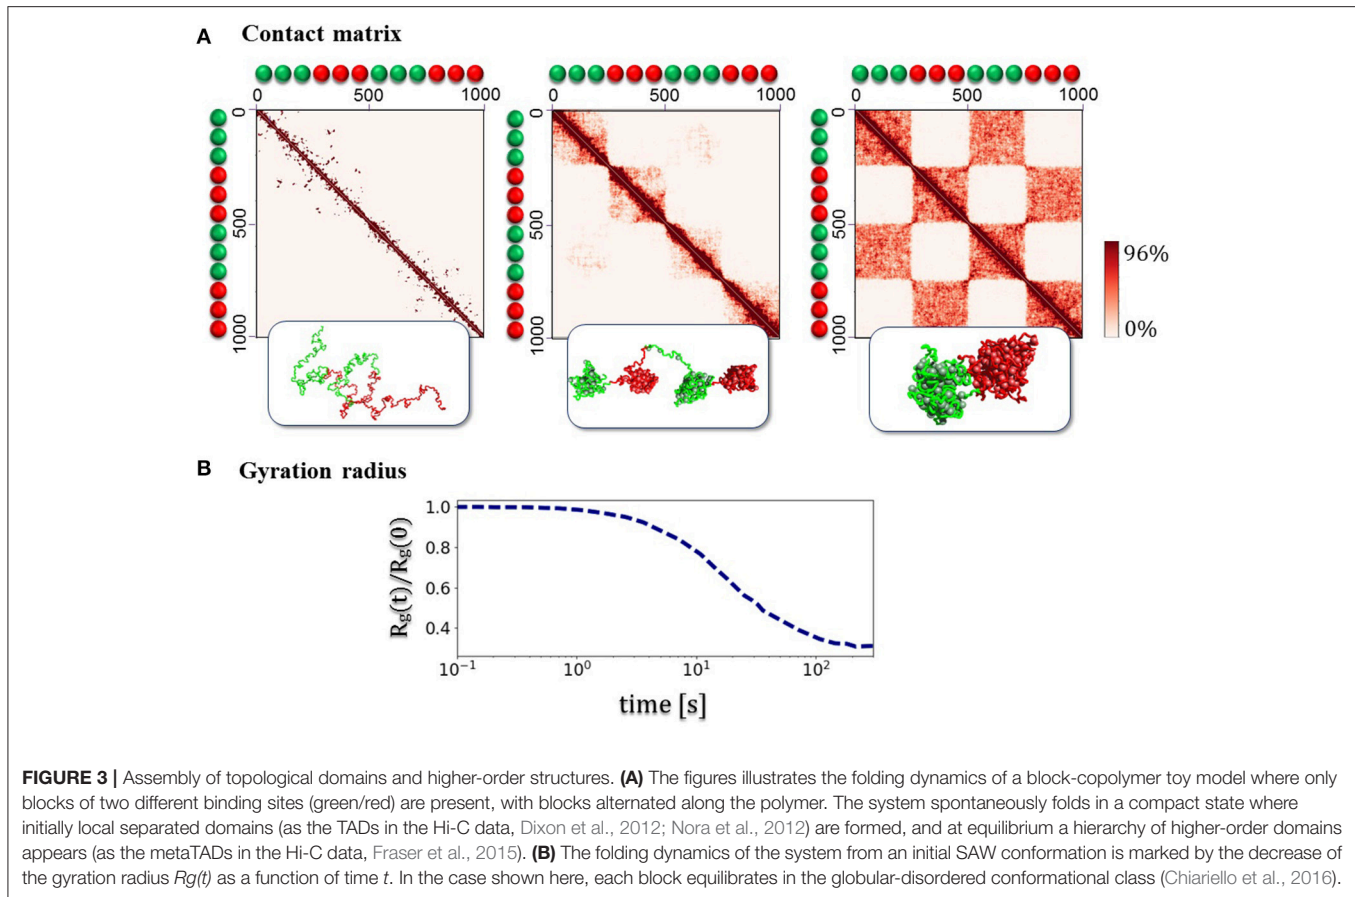 A Contact matrix
0 500 1000
0 500 1000
0 500 1000
0
500
1000
0
500
1000
0
500
1000
96%
0%
B Gyration radius
Rg(t)/Rg(0)
1.0
0.8
0.6
0.4
10⁻¹ 10⁰ 10¹ 10²
time [s]
FIGURE 3 | Assembly of topological domains and higher-order structures. (A) The figures illustrates the folding dynamics of a block-copolymer toy model where only
blocks of two different binding sites (green/red) are present, with blocks alternated along the polymer. The system spontaneously folds in a compact state where
initially local separated domains (as the TADs in the Hi-C data, Dixon et al., 2012; Nora et al., 2012) are formed, and at equilibrium a hierarchy of higher-order domains
appears (as the metaTADs in the Hi-C data, Fraser et al., 2015). (B) The folding dynamics of the system from an initial SAW conformation is marked by the decrease of
the gyration radius Rg(t) as a function of time t. In the case shown here, each block equilibrates in the globular-disordered conformational class (Chiariello et al., 2016).